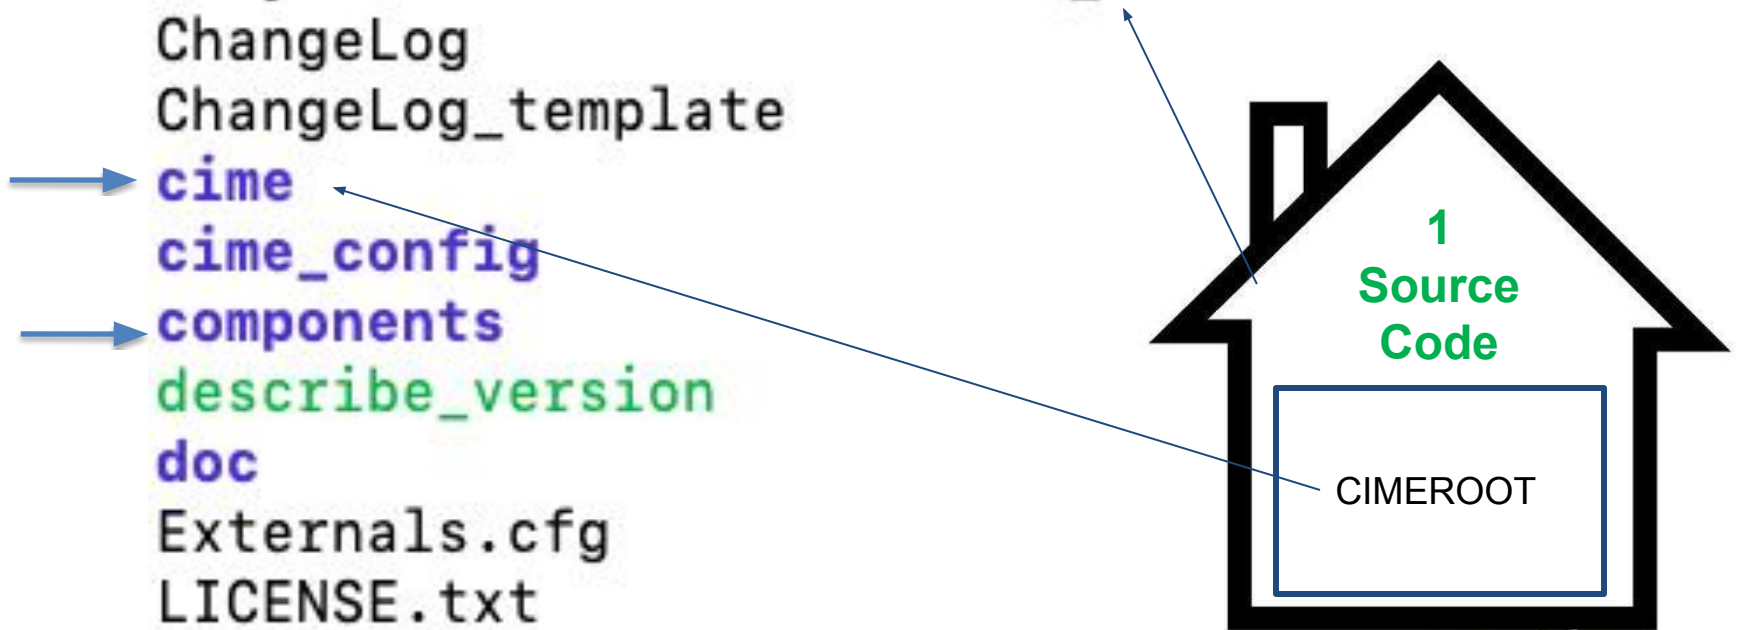 ChangeLog
ChangeLog_template
cime
cime_config
components
describe_version
doc
Externals.cfg
LICENSE.txt
1
Source
Code
CIMEROOT